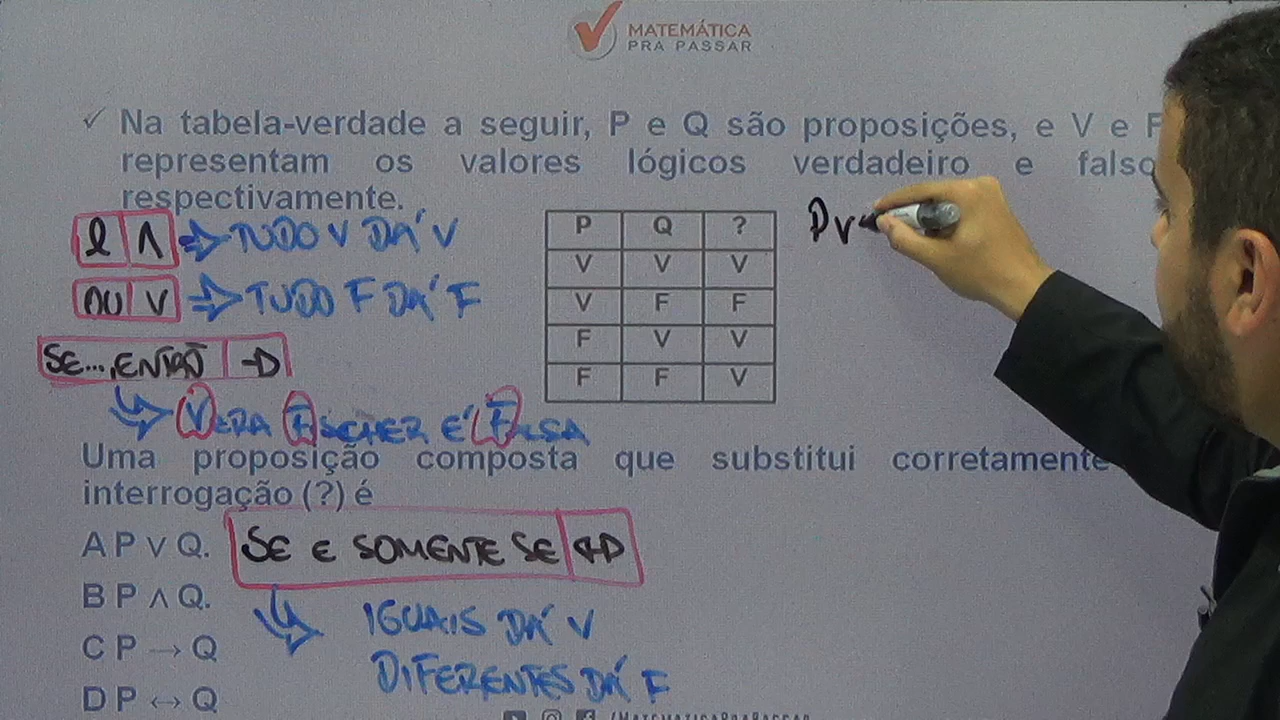 MATEMÁTICA
PRA PASSAR
✓ Na tabela-verdade a seguir, P e Q são proposições, e V e F
representam os valores lógicos verdadeiro e falso
respectivamente.
e ∧ ⇒ TUDO V DÁ V
OU V ⇒ TUDO F DÁ F
SE..., ENTÃO →
VERA FISCHER É FALSA
P Q ?
V V V
V F F
F V V
F F V
PV
Uma proposição composta que substitui corretamente
interrogação (?) é
A P ∨ Q.
SE E SOMENTE SE ↔
B P ∧ Q.
IGUAIS DÁ V
C P → Q
DIFERENTES DÁ F
D P ↔ Q
/MATEMATICAPRAPASSAR